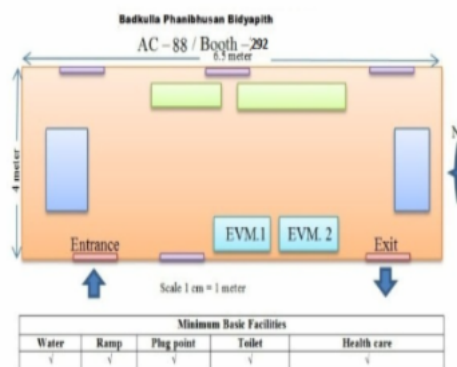 Badkulla Phanibhusan Bidyapith
AC – 88 / Booth – 292
6.5 meter
4 meter
N
EVM.1
EVM. 2
Entrance
Exit
Scale 1 cm = 1 meter
Minimum Basic Facilities
Water Ramp Plug point Toilet Health care
√ √ √ √ √